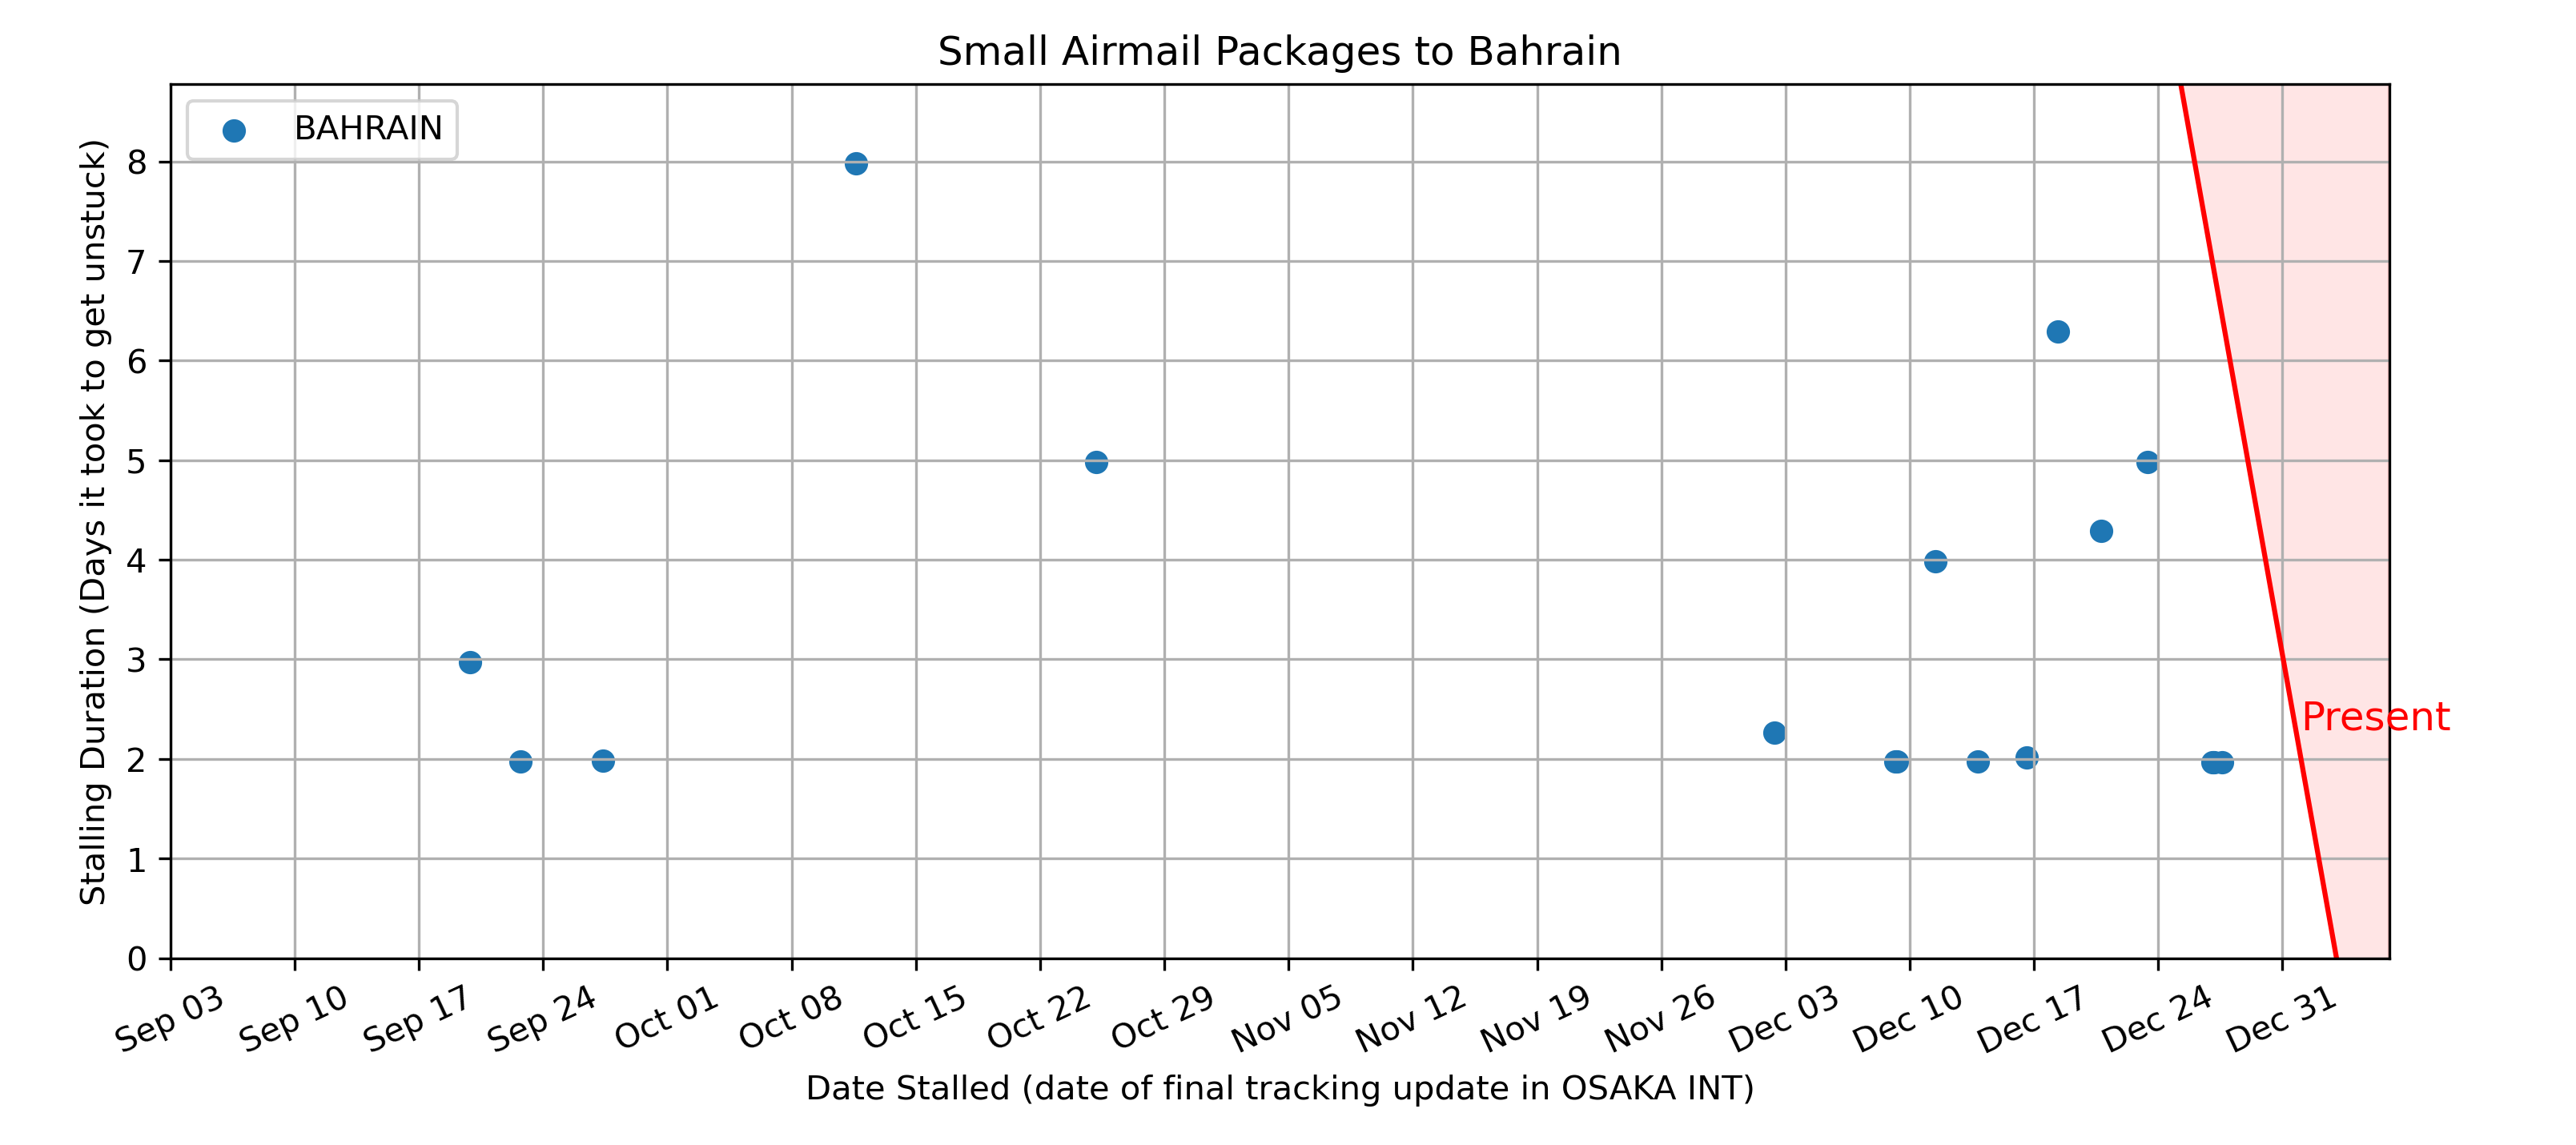 Small Airmail Packages to Bahrain
BAHRAIN
Stalling Duration (Days it took to get unstuck)
8
7
6
5
4
3
2
1
0
Present
Sep 03
Sep 10
Sep 17
Sep 24
Oct 01
Oct 08
Oct 15
Oct 22
Oct 29
Nov 05
Nov 12
Nov 19
Nov 26
Dec 03
Dec 10
Dec 17
Dec 24
Dec 31
Date Stalled (date of final tracking update in OSAKA INT)